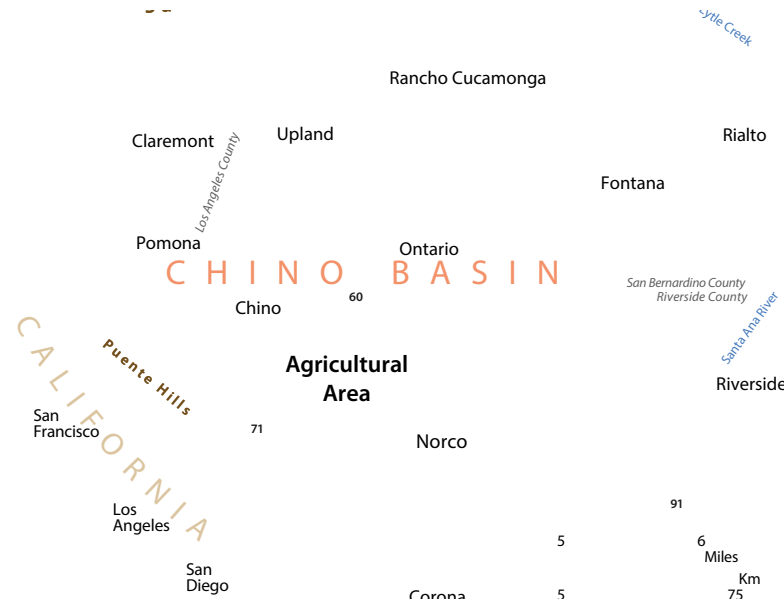 Lytle Creek
Rancho Cucamonga
Claremont
Upland
Rialto
Los Angeles County
Fontana
Pomona
Ontario
CHINO BASIN
San Bernardino County
Riverside County
60
Chino
Santa Ana River
CALIFORNIA
Puente Hills
Agricultural
Area
Riverside
San
Francisco
71
Norco
91
Los
Angeles
5
6
Miles
San
Diego
Km
Corona
5
75